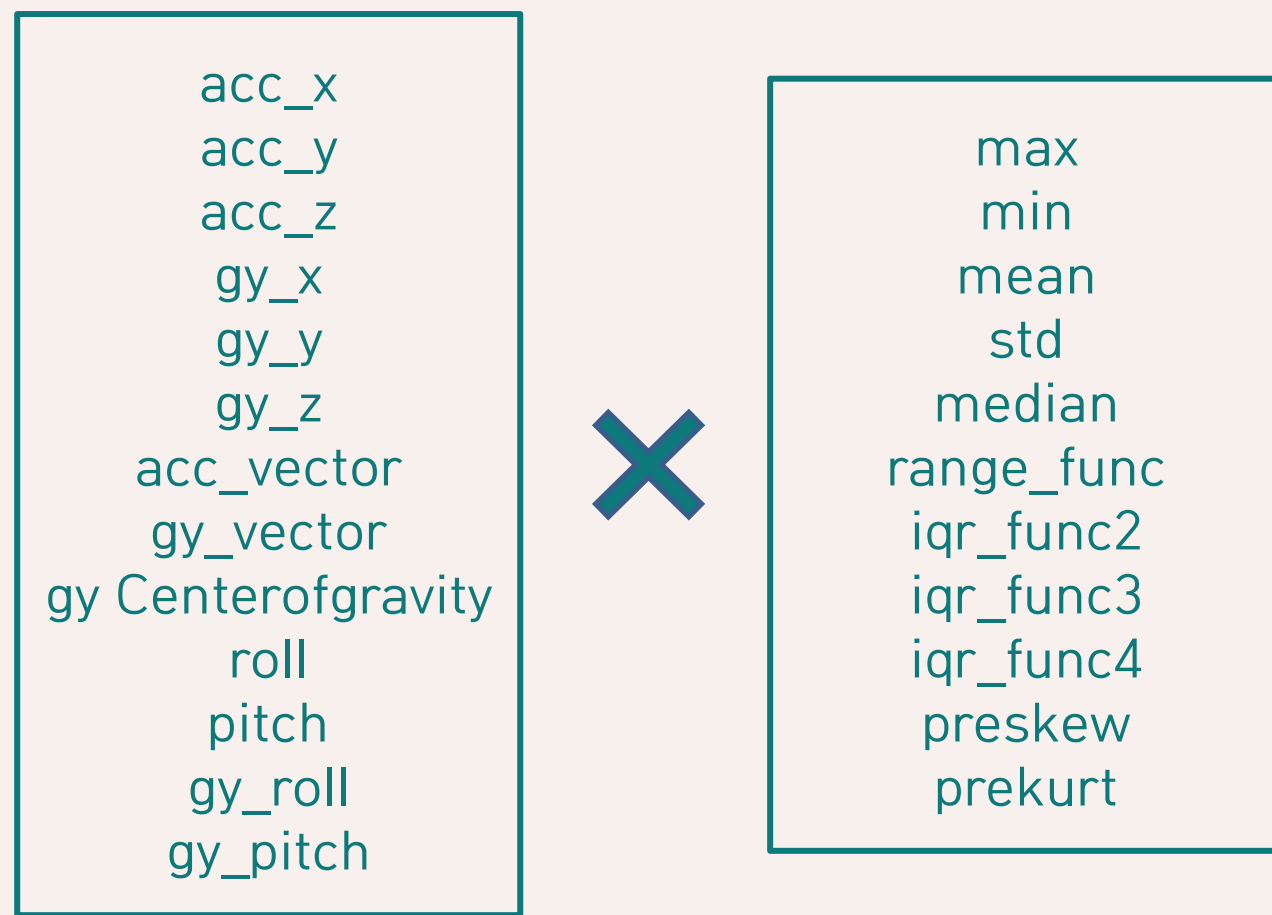 acc_x
acc_y
acc_z
gy_x
gy_y
gy_z
acc_vector
gy_vector
gy Centerofgravity
roll
pitch
gy_roll
gy_pitch
max
min
mean
std
median
range_func
iqr_func2
iqr_func3
iqr_func4
preskew
prekurt